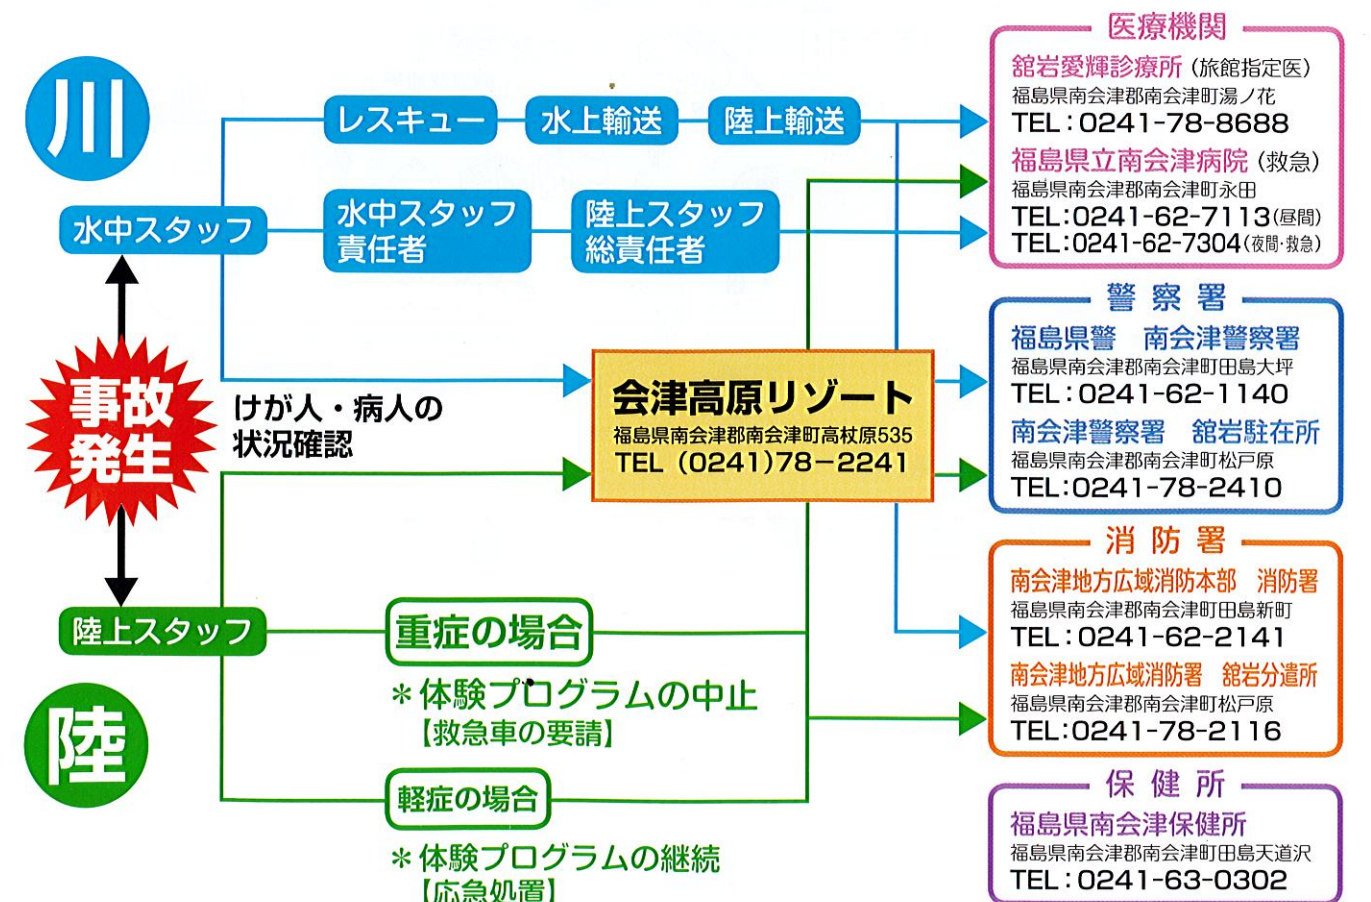 川
レスキュー
水上輸送
陸上輸送
水中スタッフ
水中スタッフ
責任者
陸上スタッフ
総責任者
事故
発生
けが人・病人の
状況確認
会津高原リゾート
福島県南会津郡南会津町高杖原535
TEL (0241)78−2241
陸上スタッフ
陸
重症の場合
＊体験プログラムの中止
【救急車の要請】
軽症の場合
＊体験プログラムの継続
【応急処置】
医療機関
舘岩愛輝診療所（旅館指定医）
福島県南会津郡南会津町湯ノ花
TEL：0241-78-8688
福島県立南会津病院（救急）
福島県南会津郡南会津町永田
TEL：0241-62-7113（昼間）
TEL：0241-62-7304（夜間・救急）
警察署
福島県警　南会津警察署
福島県南会津郡南会津町田島大坪
TEL：0241-62-1140
南会津警察署　舘岩駐在所
福島県南会津郡南会津町松戸原
TEL：0241-78-2410
消防署
南会津地方広域消防本部　消防署
福島県南会津郡南会津町田島新町
TEL：0241-62-2141
南会津地方広域消防署　舘岩分遣所
福島県南会津郡南会津町松戸原
TEL：0241-78-2116
保健所
福島県南会津保健所
福島県南会津郡南会津町田島天道沢
TEL：0241-63-0302